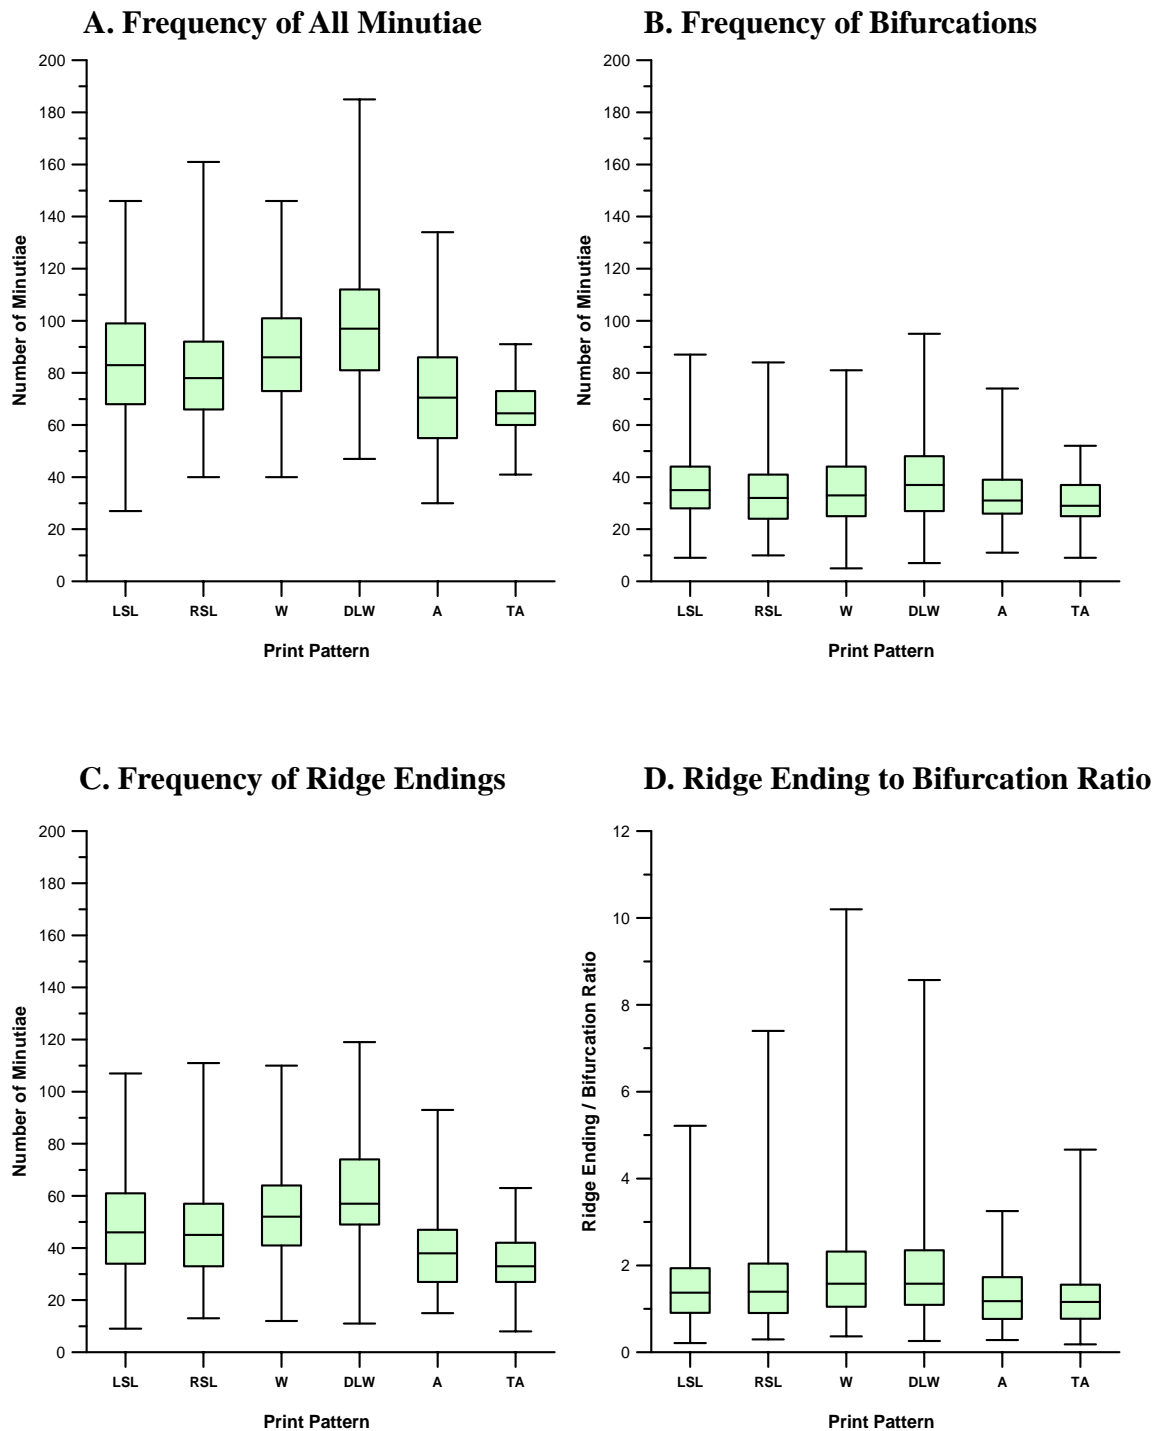 A. Frequency of All Minutiae
200
180
160
140
120
100
80
60
40
20
0
Number of Minutiae
LSL RSL W DLW A TA
Print Pattern
B. Frequency of Bifurcations
200
180
160
140
120
100
80
60
40
20
0
Number of Minutiae
LSL RSL W DLW A TA
Print Pattern
C. Frequency of Ridge Endings
200
180
160
140
120
100
80
60
40
20
0
Number of Minutiae
LSL RSL W DLW A TA
Print Pattern
D. Ridge Ending to Bifurcation Ratio
12
10
8
6
4
2
0
Ridge Ending / Bifurcation Ratio
LSL RSL W DLW A TA
Print Pattern